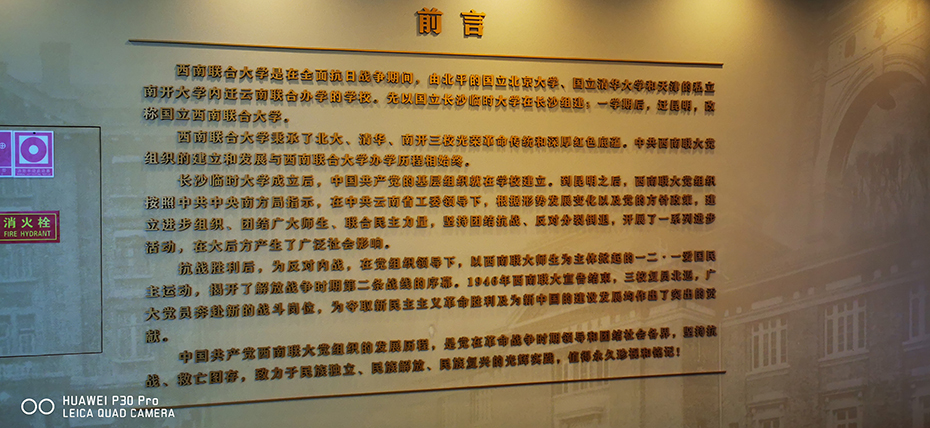 前言
西南联合大学是在全面抗日战争期间，由北平的国立北京大学、国立清华大学和天津的私立
南开大学内迁云南联合办学的学校。先以国立长沙临时大学在长沙组建；一学期后，迁昆明，改
称国立西南联合大学。
西南联合大学秉承了北大、清华、南开三校光荣革命传统和深厚红色底蕴。中共西南联大党
组织的建立和发展与西南联合大学办学历程相始终。
长沙临时大学成立后，中国共产党的基层组织就在学校建立。到昆明之后，西南联大党组织
按照中共中央南方局指示，在中共云南省工委领导下，根据形势发展变化以及党的方针政策，建
立进步组织、团结广大师生、联合民主力量，坚持团结抗战、反对分裂倒退，开展了一系列进步
活动，在大后方产生了广泛社会影响。
抗战胜利后，为反对内战，在党组织领导下，以西南联大师生为主体掀起的一二·一爱国民
主运动，揭开了解放战争时期第二条战线的序幕。1946年西南联大宣告结束，三校复员北返，广
大党员奔赴新的战斗岗位，为夺取新民主主义革命胜利及为新中国的建设发展均作出了突出的贡
献。
中国共产党西南联大党组织的发展历程，是党在革命战争时期领导和团结社会各界，坚持抗
战、救亡图存，致力于民族独立、民族解放、民族复兴的光辉实践，值得永久珍视和铭记！
消火栓
FIRE HYDRANT
HUAWEI P30 Pro
LEICA QUAD CAMERA